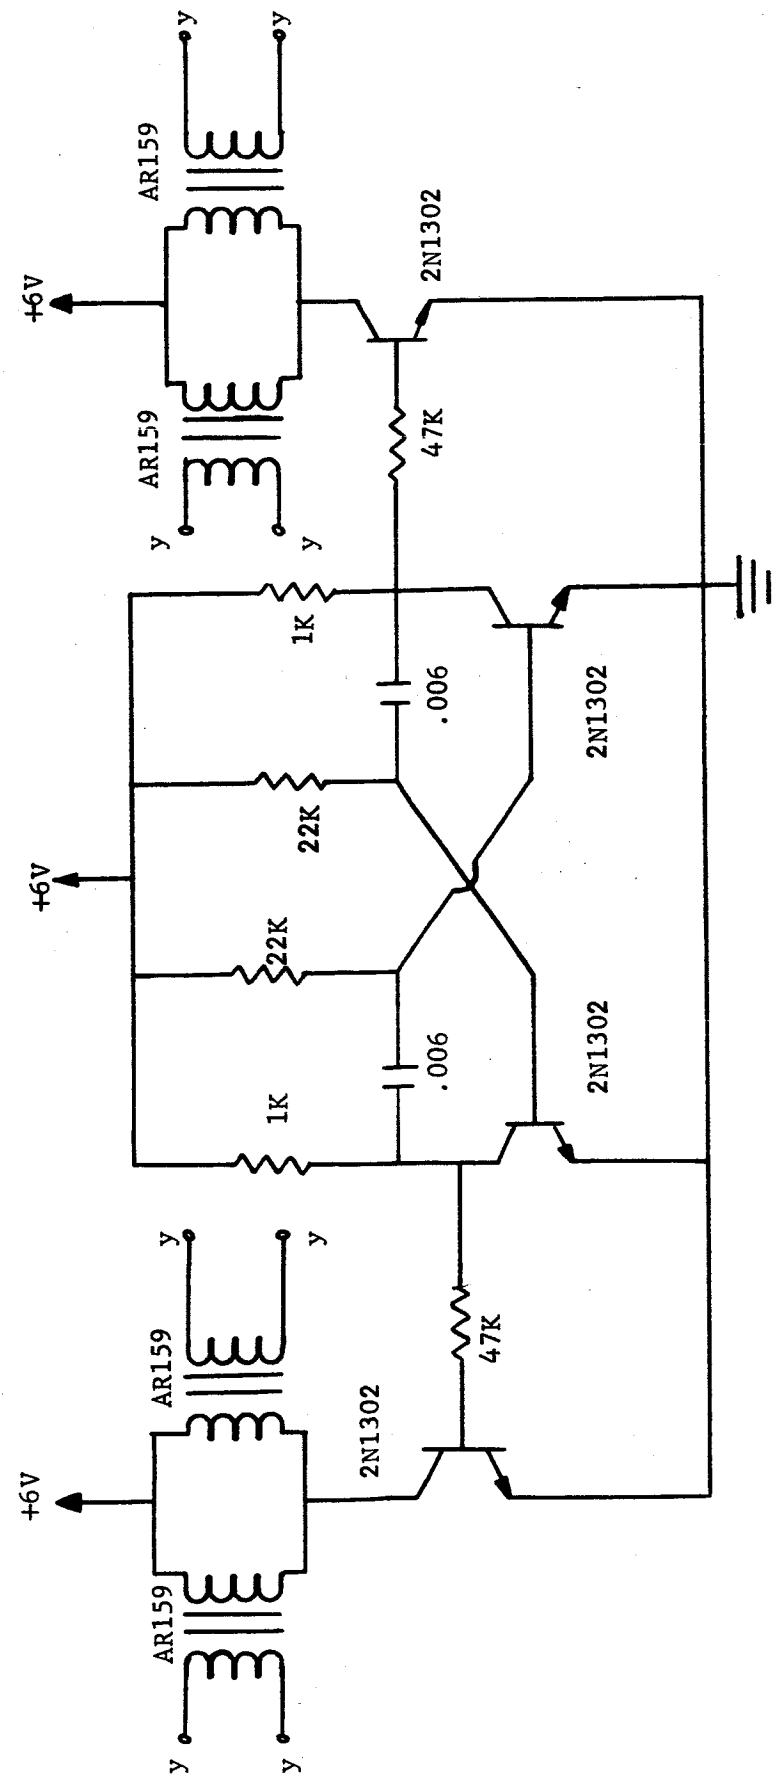 +6V
+6V
+6V
AR159
AR159
AR159
AR159
y
y
y
y
y
y
y
y
1K
22K
22K
1K
2N1302
.006
.006
47K
2N1302
47K
2N1302
2N1302